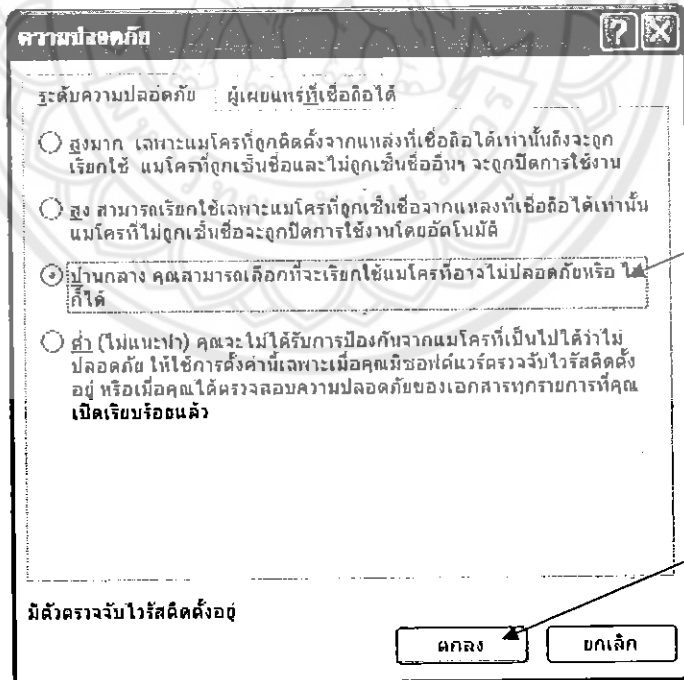 ความปลอดภัย
ระดับความปลอดภัย ผู้เผยแพร่ที่เชื่อถือได้
สูงมาก เฉพาะแมโครที่ถูกติดตั้งจากแหล่งที่เชื่อถือได้เท่านั้นถึงจะถูก
เรียกใช้ แมโครที่ถูกเซ็นชื่อและไม่ถูกเซ็นชื่ออื่นๆ จะถูกปิดการใช้งาน
สูง สามารถเรียกใช้เฉพาะแมโครที่ถูกเซ็นชื่อจากแหล่งที่เชื่อถือได้เท่านั้น
แมโครที่ไม่ถูกเซ็นชื่อจะถูกปิดการใช้งานโดยอัตโนมัติ
ปานกลาง คุณสามารถเลือกที่จะเรียกใช้แมโครที่อาจไม่ปลอดภัยหรือ
ก็ได้
ต่ำ (ไม่แนะนำ) คุณจะไม่ได้รับการป้องกันจากแมโครที่เป็นไปได้ว่าไม่
ปลอดภัย ให้ใช้การตั้งค่านี้เฉพาะเมื่อคุณมีซอฟต์แวร์ตรวจจับไวรัสติดตั้ง
อยู่ หรือเมื่อคุณได้ตรวจสอบความปลอดภัยของเอกสารทุกรายการที่คุณ
เปิดเรียบร้อยแล้ว
มีตัวตรวจจับไวรัสติดตั้งอยู่
ตกลง ยกเลิก